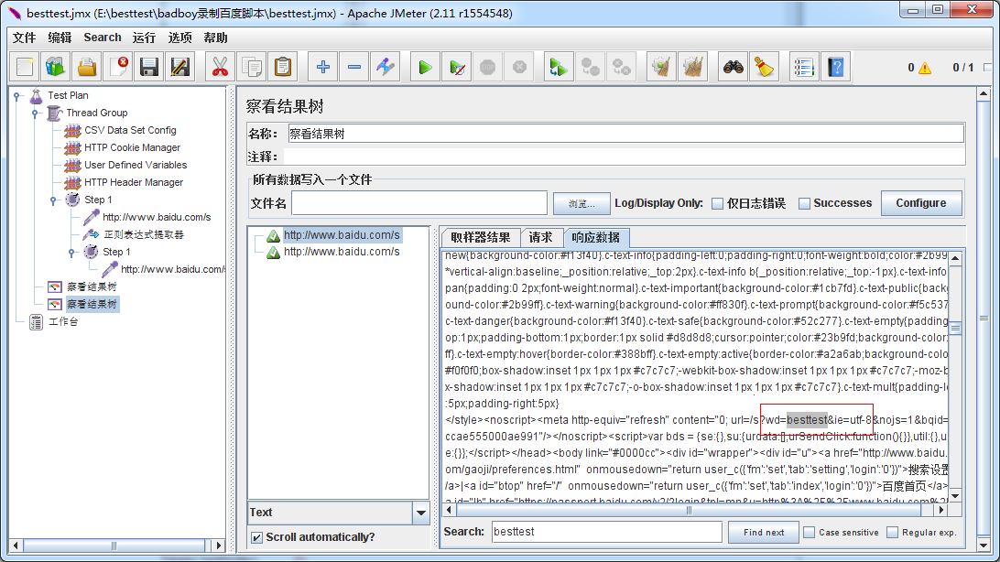 besttest.jmx (E:\besttest\badboy录制百度脚本\besttest.jmx) - Apache JMeter (2.11 r1554548)
文件 编辑 Search 运行 选项 帮助
0 0 / 1
Test Plan
Thread Group
CSV Data Set Config
HTTP Cookie Manager
User Defined Variables
HTTP Header Manager
Step 1
http://www.baidu.com/s
正则表达式提取器
Step 1
http://www.baidu.com/s
察看结果树
察看结果树
工作台
察看结果树
名称: 察看结果树
注释:
所有数据写入一个文件
文件名 浏览... Log/Display Only: 仅日志错误 Successes Configure
http://www.baidu.com/s
http://www.baidu.com/s
Text
Scroll automatically?
取样器结果 请求 响应数据
new{background-color:#f13f40}.c-text-info{padding-left:0;padding-right:0;font-weight:bold;color:#2b99
*vertical-align:baseline;_position:relative;_top:2px}.c-text-info b{_position:relative;_top:-1px}.c-text-info
pan{padding:0 2px;font-weight:normal}.c-text-important{background-color:#1cb7fd}.c-text-public{backg
ound-color:#2b99ff}.c-text-warning{background-color:#ff830f}.c-text-prompt{background-color:#f5c537
c-text-danger{background-color:#f13f40}.c-text-safe{background-color:#52c277}.c-text-empty{padding
op:1px;padding-bottom:1px;border:1px solid #d8d8d8;cursor:pointer;color:#23b9fd;background-color:
ff}.c-text-empty:hover{border-color:#388bff}.c-text-empty:active{border-color:#a2a6ab;background-colo
#f0f0f0;box-shadow:inset 1px 1px 1px #c7c7c7;-webkit-box-shadow:inset 1px 1px 1px #c7c7c7;-moz-b
x-shadow:inset 1px 1px 1px #c7c7c7;-o-box-shadow:inset 1px 1px 1px #c7c7c7}.c-text-mult{padding-le
:5px;padding-right:5px}
</style><noscript><meta http-equiv="refresh" content="0; url=/s?wd=besttest&ie=utf-8&nojs=1&bqid=
ccae555000ae991"/></noscript><script>var bds = {se:{},su:{urdata:[],urSendClick:function(){}},util:{},u
e:{}};</script></head><body link="#0000cc"><div id="wrapper"><div id="u"><a href="http://www.baidu.
om/gaoji/preferences.html" onmousedown="return user_c({'fm':'set','tab':'setting','login':'0'})">搜索设置
/a>|<a id="btop" href="/" onmousedown="return user_c({'fm':'set','tab':'index','login':'0'})">百度首页</a>
Search: besttest Find next Case sensitive Regular exp.